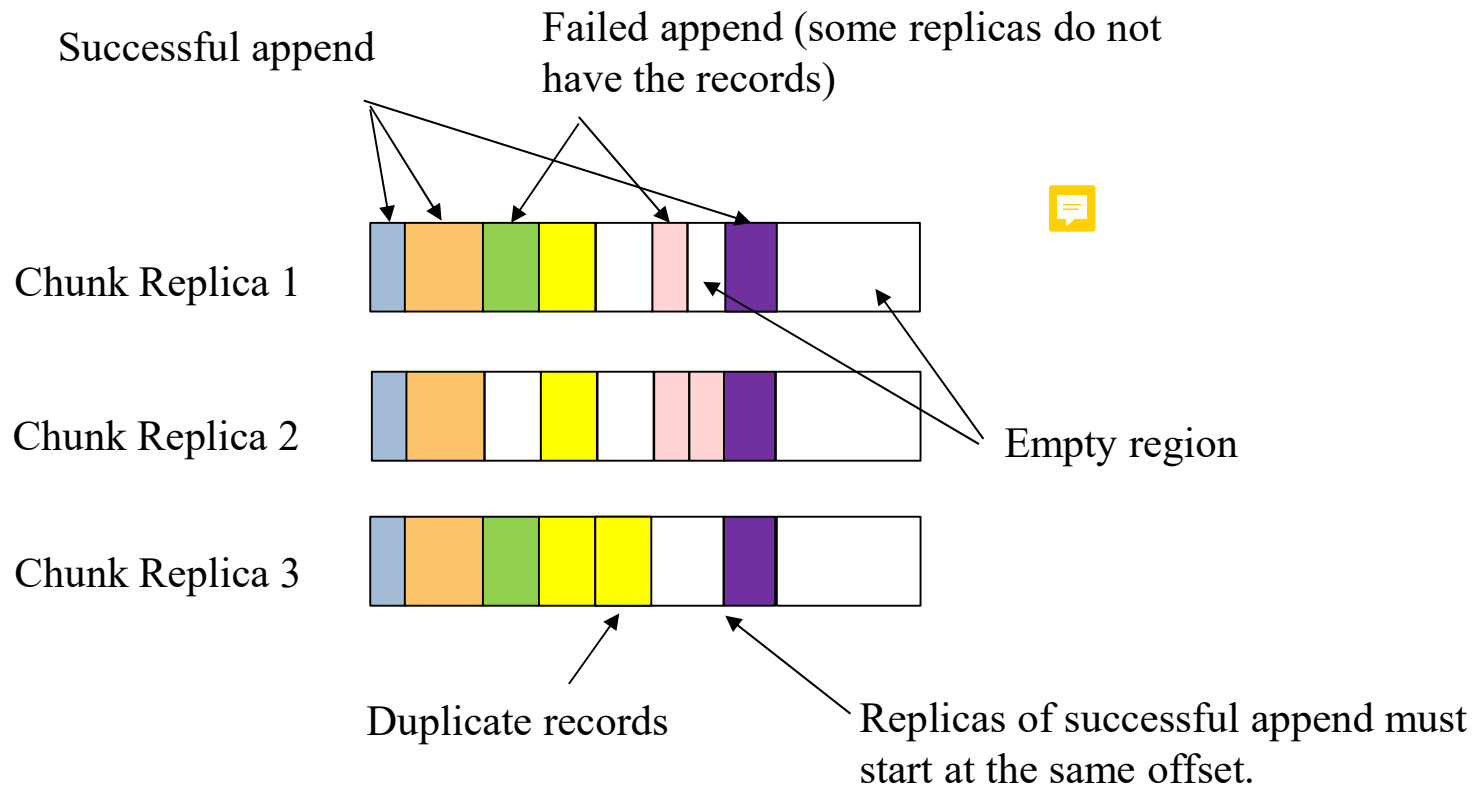 Successful append
Failed append (some replicas do not
have the records)
Chunk Replica 1
Chunk Replica 2
Empty region
Chunk Replica 3
Duplicate records
Replicas of successful append must
start at the same offset.